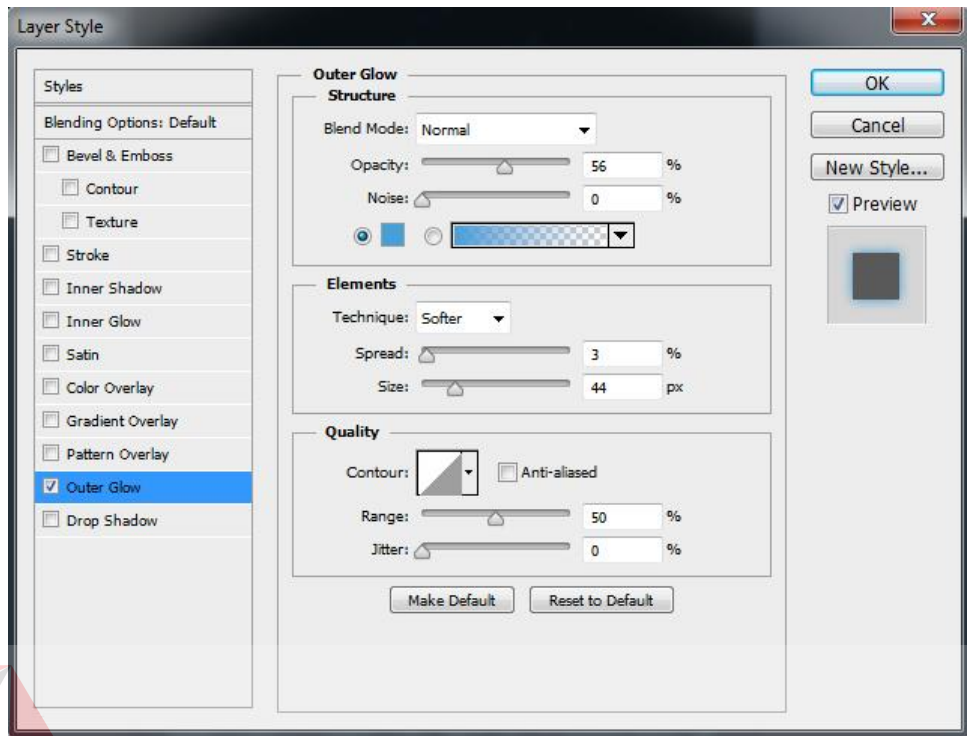 Layer Style
X
Styles
Blending Options: Default
Bevel & Emboss
Contour
Texture
Stroke
Inner Shadow
Inner Glow
Satin
Color Overlay
Gradient Overlay
Pattern Overlay
Outer Glow
Drop Shadow
Outer Glow
Structure
Blend Mode: Normal
Opacity: 56 %
Noise: 0 %
Elements
Technique: Softer
Spread: 3 %
Size: 44 px
Quality
Contour: Anti-aliased
Range: 50 %
Jitter: 0 %
Make Default Reset to Default
OK
Cancel
New Style...
Preview